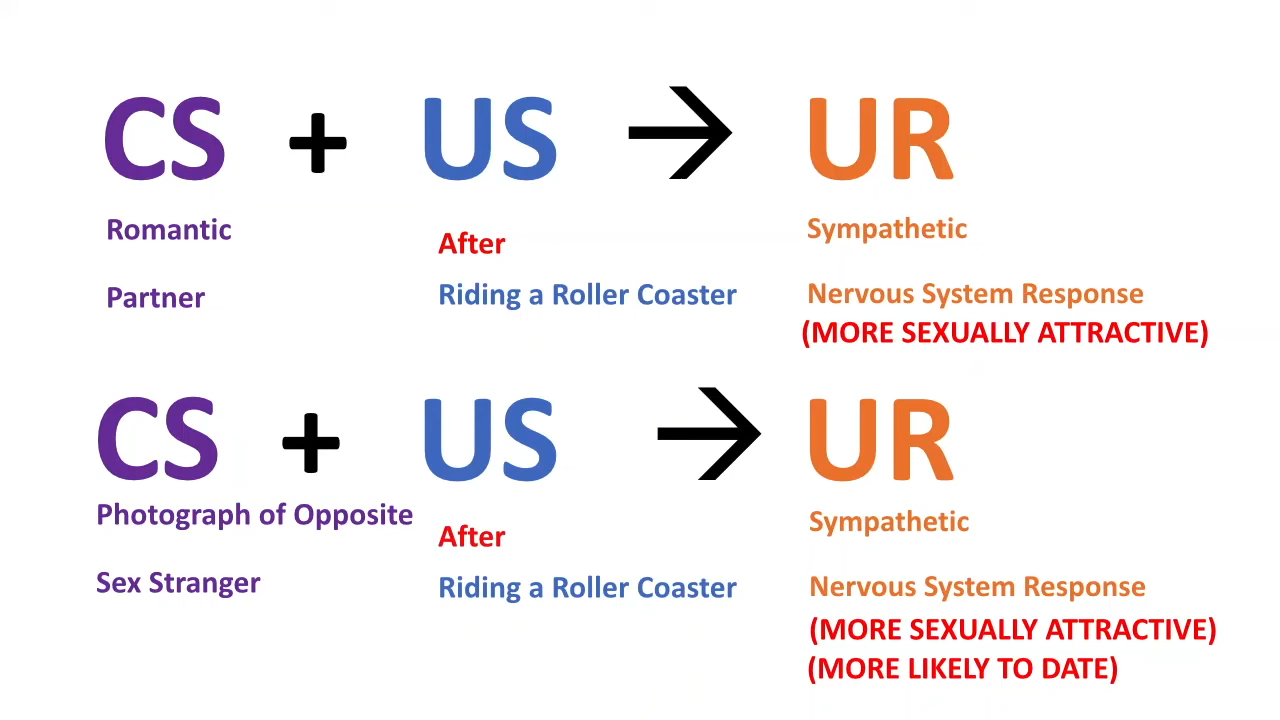 CS + US → UR
Romantic
Partner
After
Riding a Roller Coaster
Sympathetic
Nervous System Response
(MORE SEXUALLY ATTRACTIVE)
CS + US → UR
Photograph of Opposite
Sex Stranger
After
Riding a Roller Coaster
Sympathetic
Nervous System Response
(MORE SEXUALLY ATTRACTIVE)
(MORE LIKELY TO DATE)